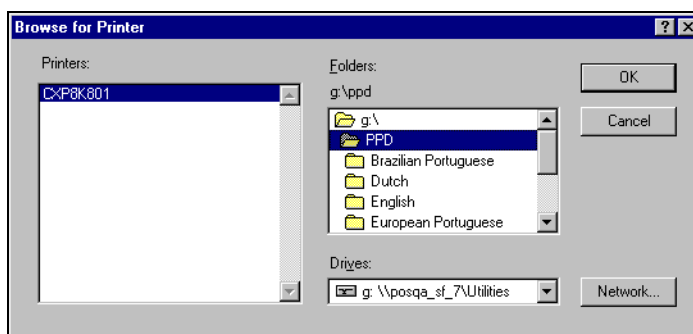 Browse for Printer
Printers:
CXP8K801
Folders:
g:\ppd
g:\
PPD
Brazilian Portuguese
Dutch
English
European Portuguese
Drives:
g: \\posqa_sf_7\Utilities
OK
Cancel
Network...